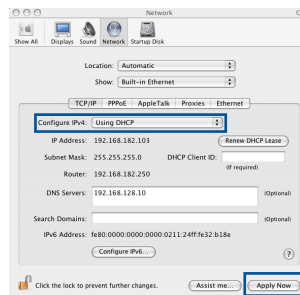 Network
Show All Displays Sound Network Startup Disk
Location: Automatic
Show: Built-in Ethernet
TCP/IP PPPoE AppleTalk Proxies Ethernet
Configure IPv4: Using DHCP
IP Address: 192.168.182.103 Renew DHCP Lease
Subnet Mask: 255.255.255.0 DHCP Client ID:
(If required)
Router: 192.168.182.250
DNS Servers: 192.168.128.10 (Optional)
Search Domains: (Optional)
IPv6 Address: fe80:0000:0000:0000:0211:24ff:fe32:b18e
Configure IPv6... ?
Click the lock to prevent further changes. Assist me... Apply Now